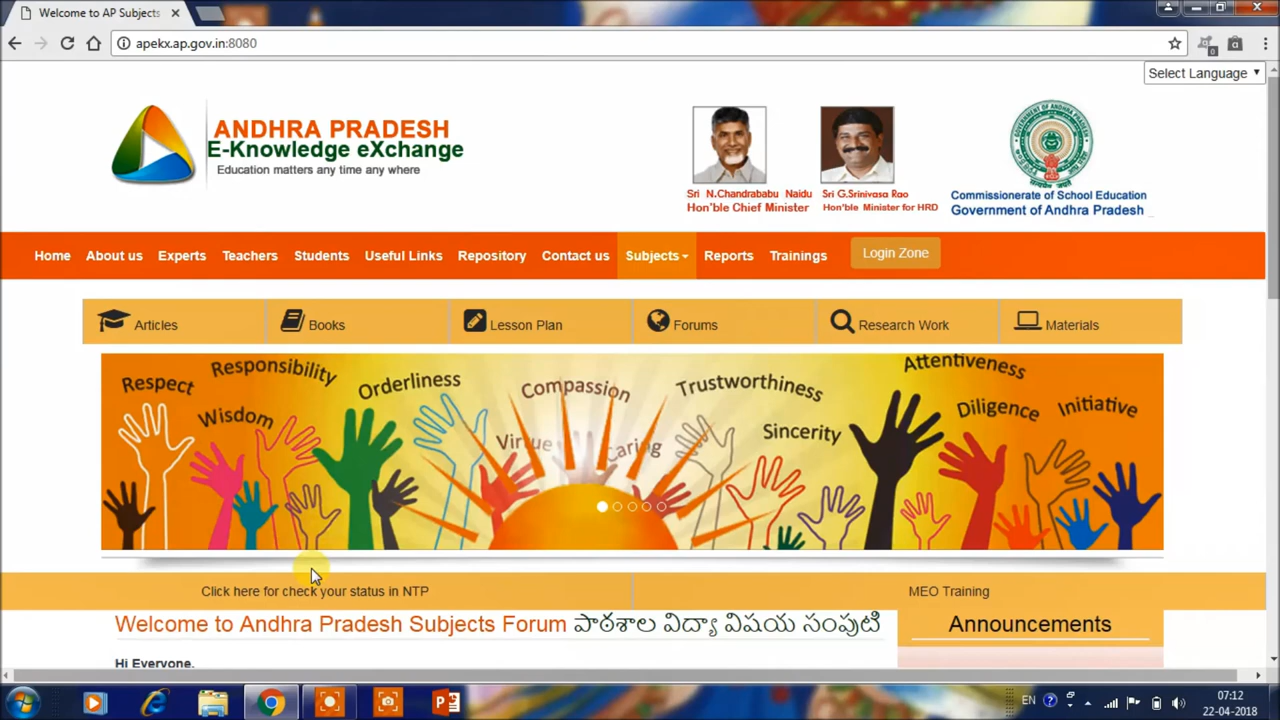 Welcome to AP Subjects
apekx.ap.gov.in:8080
Select Language
ANDHRA PRADESH
E-Knowledge eXchange
Education matters any time any where
Sri N.Chandrababu Naidu
Hon'ble Chief Minister
Sri G.Srinivasa Rao
Hon'ble Minister for HRD
Commissionerate of School Education
Government of Andhra Pradesh
Home About us Experts Teachers Students Useful Links Repository Contact us Subjects Reports Trainings Login Zone
Articles Books Lesson Plan Forums Research Work Materials
Respect Responsibility Orderliness Compassion Trustworthiness Attentiveness
Wisdom Virtue Caring Sincerity Diligence Initiative
Click here for check your status in NTP MEO Training
Welcome to Andhra Pradesh Subjects Forum పాఠశాల విద్యా విషయ సంపుటి
Announcements
Hi Everyone,
EN 07:12
22-04-2018